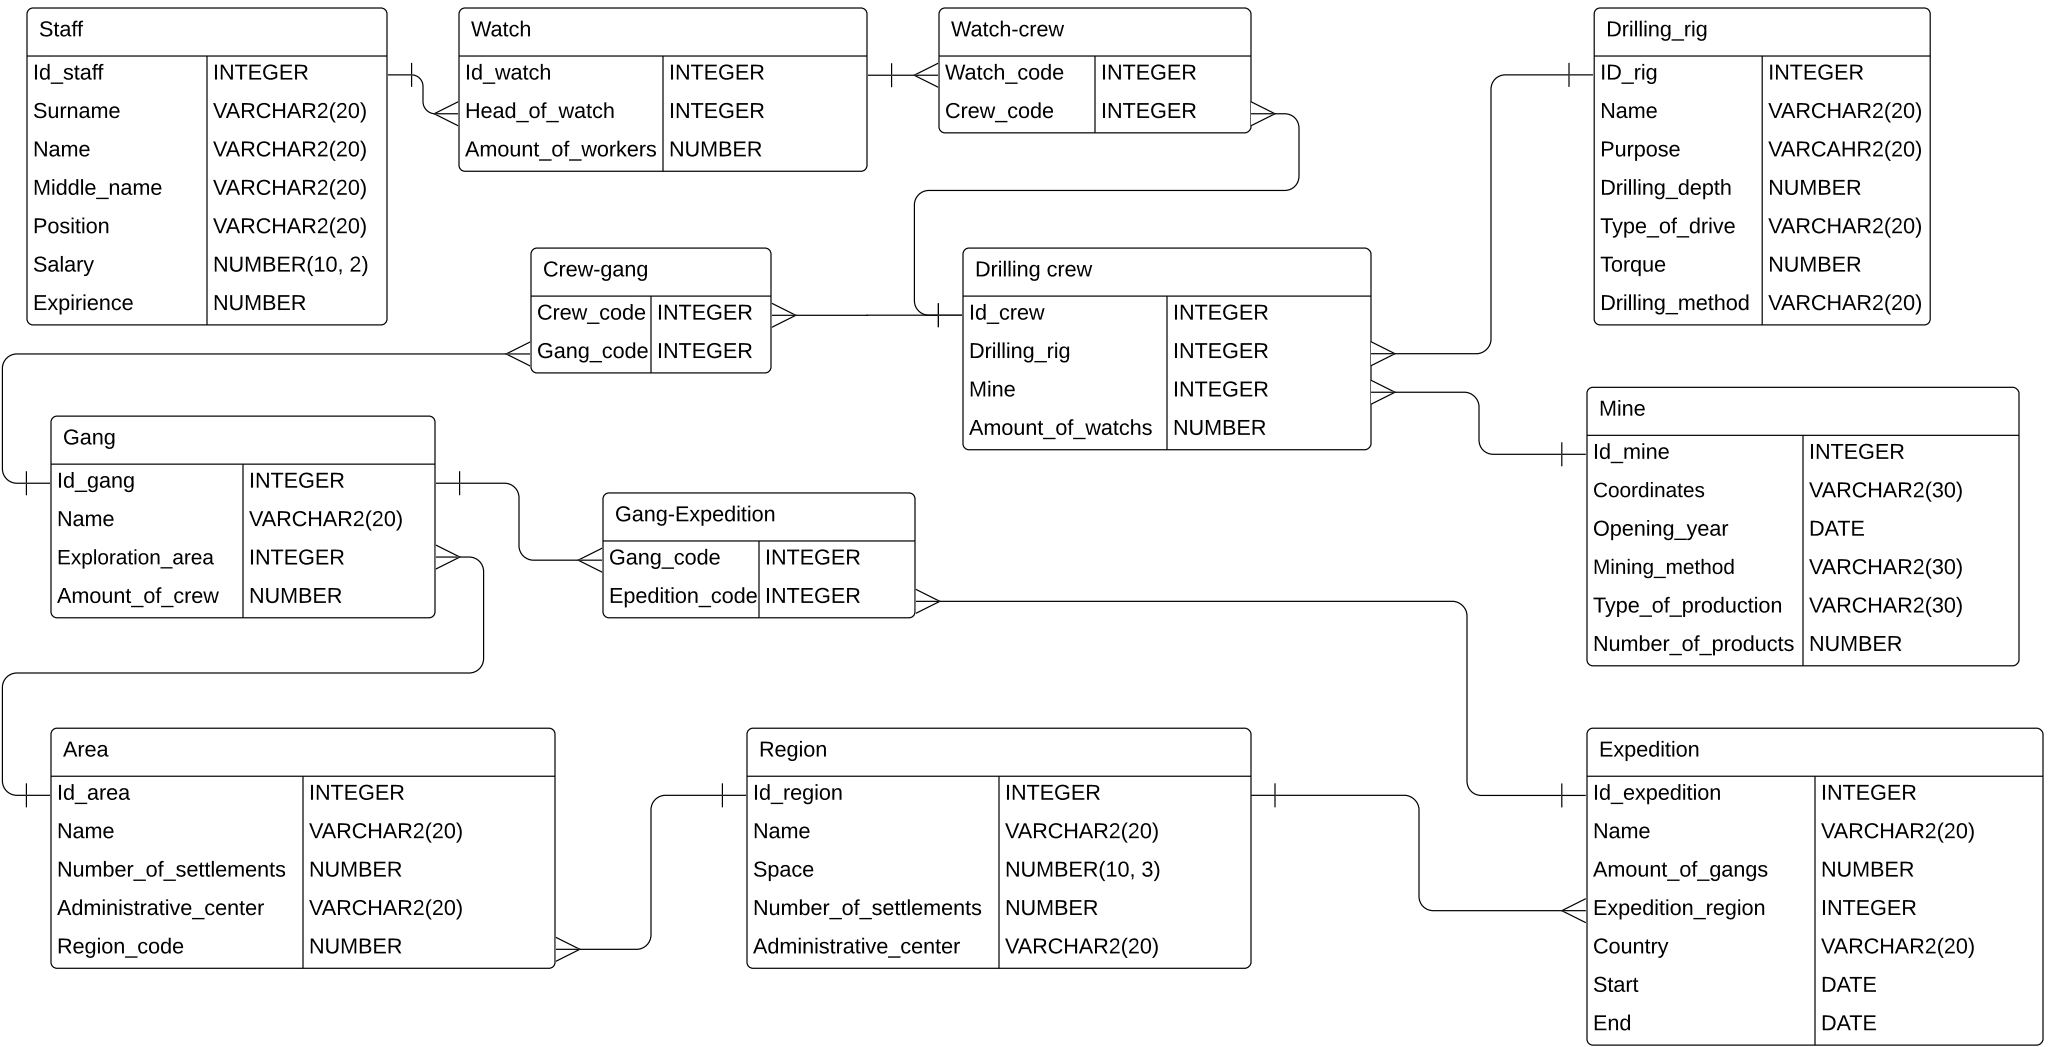 Staff
Id_staff INTEGER
Surname VARCHAR2(20)
Name VARCHAR2(20)
Middle_name VARCHAR2(20)
Position VARCHAR2(20)
Salary NUMBER(10, 2)
Expirience NUMBER
Watch
Id_watch INTEGER
Head_of_watch INTEGER
Amount_of_workers NUMBER
Watch-crew
Watch_code INTEGER
Crew_code INTEGER
Drilling_rig
ID_rig INTEGER
Name VARCHAR2(20)
Purpose VARCAHR2(20)
Drilling_depth NUMBER
Type_of_drive VARCHAR2(20)
Torque NUMBER
Drilling_method VARCHAR2(20)
Crew-gang
Crew_code INTEGER
Gang_code INTEGER
Drilling crew
Id_crew INTEGER
Drilling_rig INTEGER
Mine INTEGER
Amount_of_watchs NUMBER
Mine
Id_mine INTEGER
Coordinates VARCHAR2(30)
Opening_year DATE
Mining_method VARCHAR2(30)
Type_of_production VARCHAR2(30)
Number_of_products NUMBER
Gang
Id_gang INTEGER
Name VARCHAR2(20)
Exploration_area INTEGER
Amount_of_crew NUMBER
Gang-Expedition
Gang_code INTEGER
Epedition_code INTEGER
Area
Id_area INTEGER
Name VARCHAR2(20)
Number_of_settlements NUMBER
Administrative_center VARCHAR2(20)
Region_code NUMBER
Region
Id_region INTEGER
Name VARCHAR2(20)
Space NUMBER(10, 3)
Number_of_settlements NUMBER
Administrative_center VARCHAR2(20)
Expedition
Id_expedition INTEGER
Name VARCHAR2(20)
Amount_of_gangs NUMBER
Expedition_region INTEGER
Country VARCHAR2(20)
Start DATE
End DATE